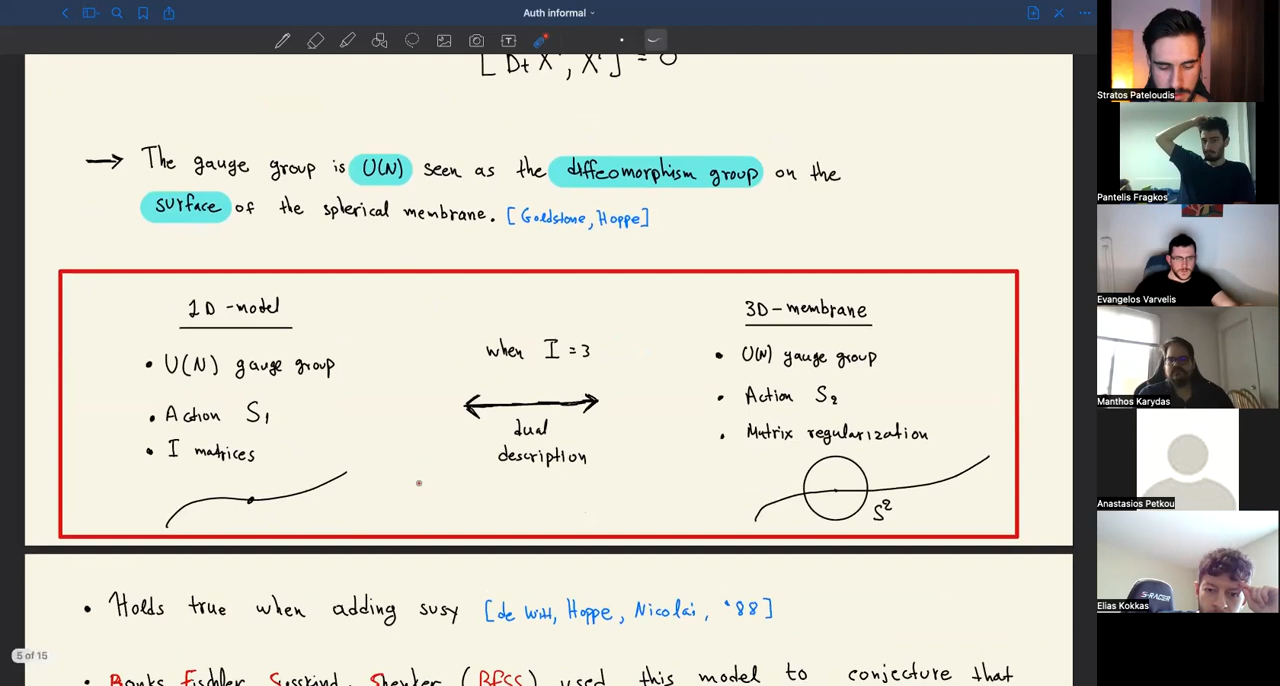 Auth informal
[ Dt X , X ] = 0
→ The gauge group is U(N) seen as the diffeomorphism group on the
surface of the spherical membrane. [Goldstone, Hoppe]
1D-model
• U(N) gauge group
• Action S₁
• I matrices
when I = 3
dual
description
3D-membrane
• U(N) gauge group
• Action S₂
• Matrix regularization
S²
• Holds true when adding susy [de Witt, Hoppe, Nicolai, '88]
• Banks Fischler Susskind Shenker (BFSS) used this model to conjecture that
5 of 15
Stratos Pateloudis
Pantelis Fragkos
Evangelos Varvelis
Manthos Karydas
Anastasios Petkou
S-RACER
Elias Kokkas